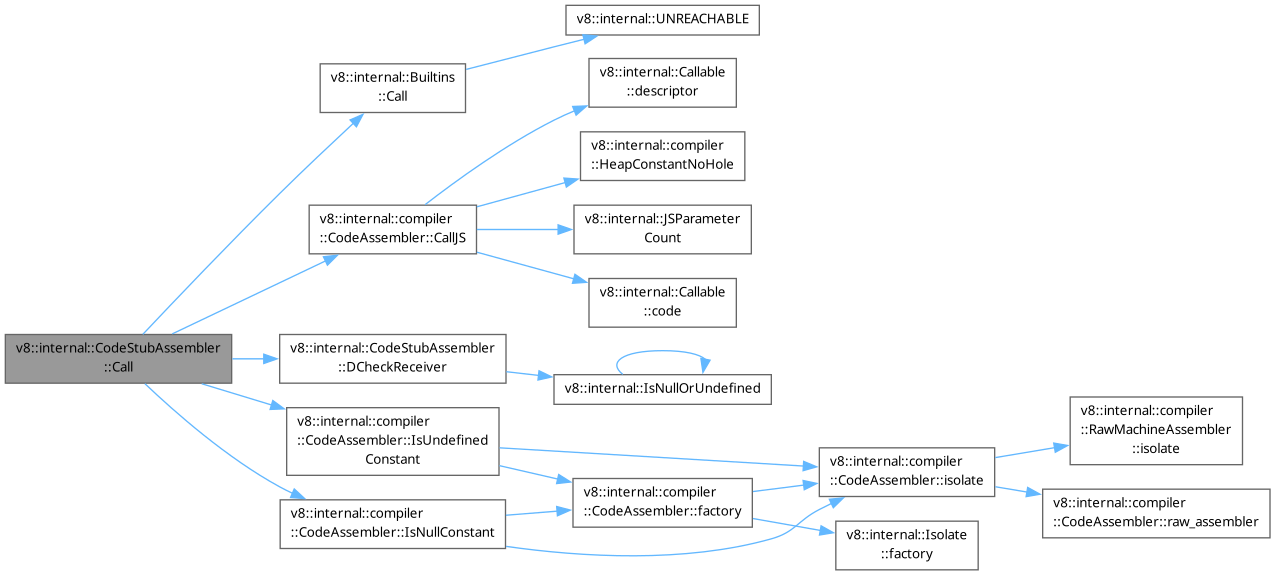 v8::internal::UNREACHABLE
v8::internal::Builtins
::Call
v8::internal::Callable
::descriptor
v8::internal::compiler
::HeapConstantNoHole
v8::internal::compiler
::CodeAssembler::CallJS
v8::internal::JSParameter
Count
v8::internal::Callable
::code
v8::internal::CodeStubAssembler
::Call
v8::internal::CodeStubAssembler
::DCheckReceiver
v8::internal::IsNullOrUndefined
v8::internal::compiler
::CodeAssembler::IsUndefined
Constant
v8::internal::compiler
::RawMachineAssembler
::isolate
v8::internal::compiler
::CodeAssembler::isolate
v8::internal::compiler
::CodeAssembler::factory
v8::internal::compiler
::CodeAssembler::raw_assembler
v8::internal::compiler
::CodeAssembler::IsNullConstant
v8::internal::Isolate
::factory